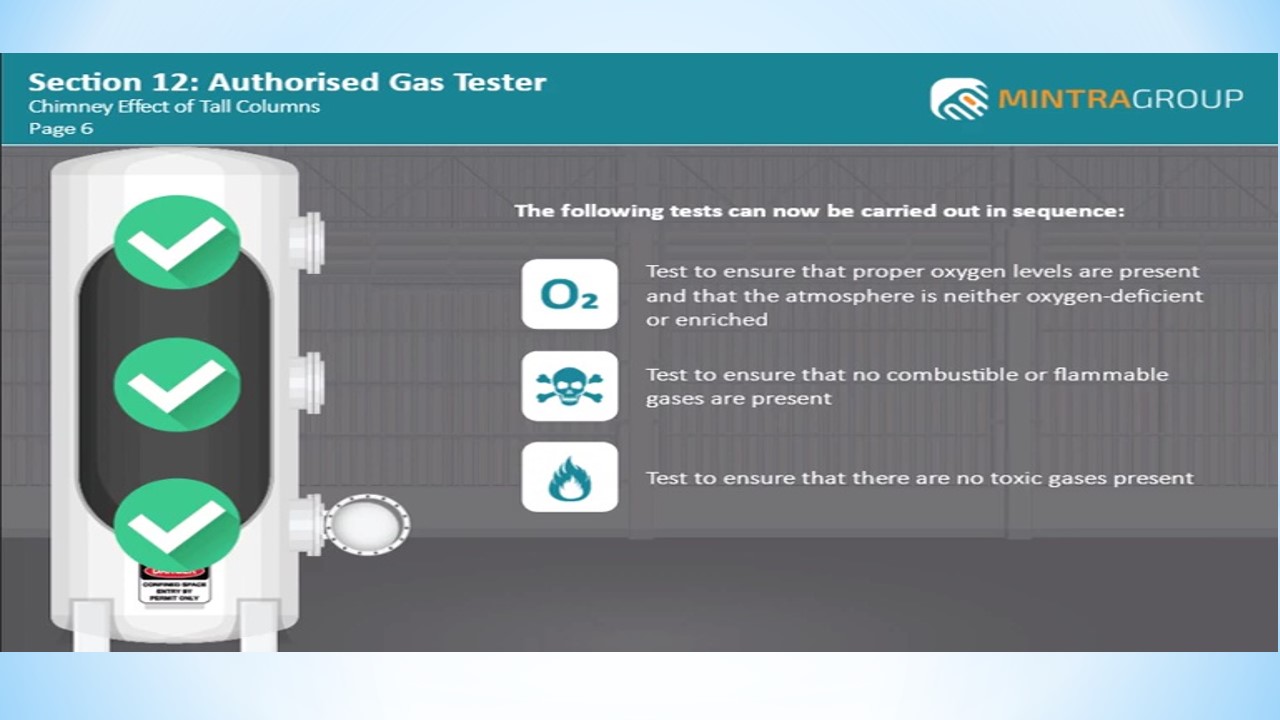 Section 12: Authorised Gas Tester
Chimney Effect of Tall Columns
Page 6
MINTRAGROUP
The following tests can now be carried out in sequence:
O₂
Test to ensure that proper oxygen levels are present
and that the atmosphere is neither oxygen-deficient
or enriched
Test to ensure that no combustible or flammable
gases are present
Test to ensure that there are no toxic gases present
CONFINED SPACE
ENTRY BY
PERMIT ONLY